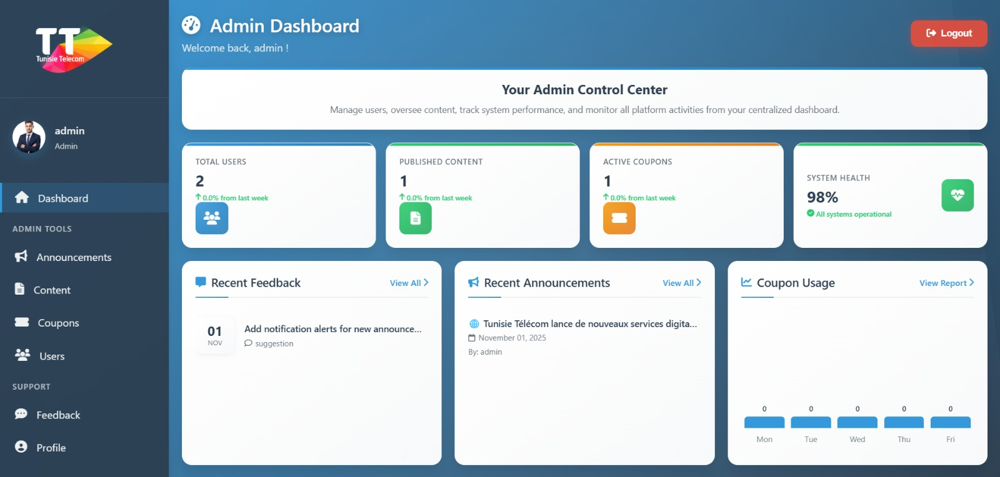 TT
Tunisie Telecom
admin
Admin
Dashboard
ADMIN TOOLS
Announcements
Content
Coupons
Users
SUPPORT
Feedback
Profile
Admin Dashboard
Welcome back, admin !
Logout
Your Admin Control Center
Manage users, oversee content, track system performance, and monitor all platform activities from your centralized dashboard.
TOTAL USERS
2
0.0% from last week
PUBLISHED CONTENT
1
0.0% from last week
ACTIVE COUPONS
1
0.0% from last week
SYSTEM HEALTH
98%
All systems operational
Recent Feedback
View All
01
NOV
Add notification alerts for new announce...
suggestion
Recent Announcements
View All
Tunisie Télécom lance de nouveaux services digita...
November 01, 2025
By: admin
Coupon Usage
View Report
0 0 0 0 0
Mon Tue Wed Thu Fri